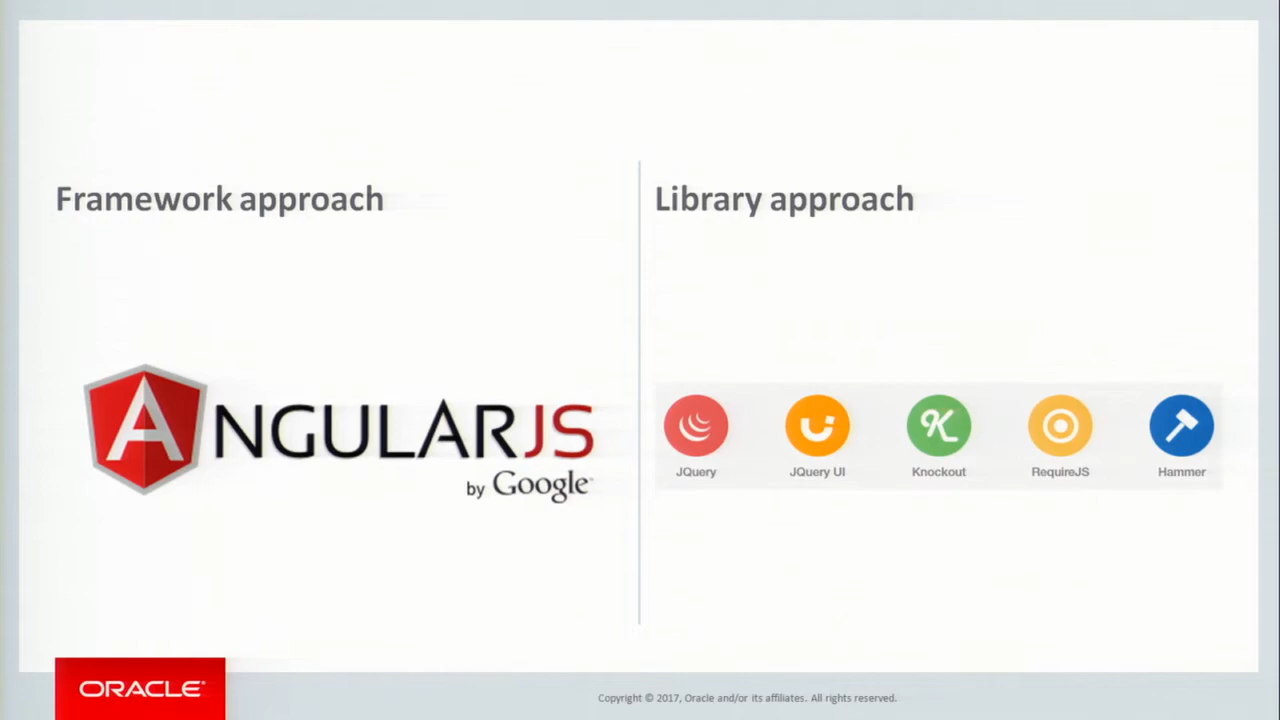 Framework approach
Library approach
ANGULARJS
by Google
JQuery
JQuery UI
Knockout
RequireJS
Hammer
ORACLE
Copyright © 2017, Oracle and/or its affiliates. All rights reserved.